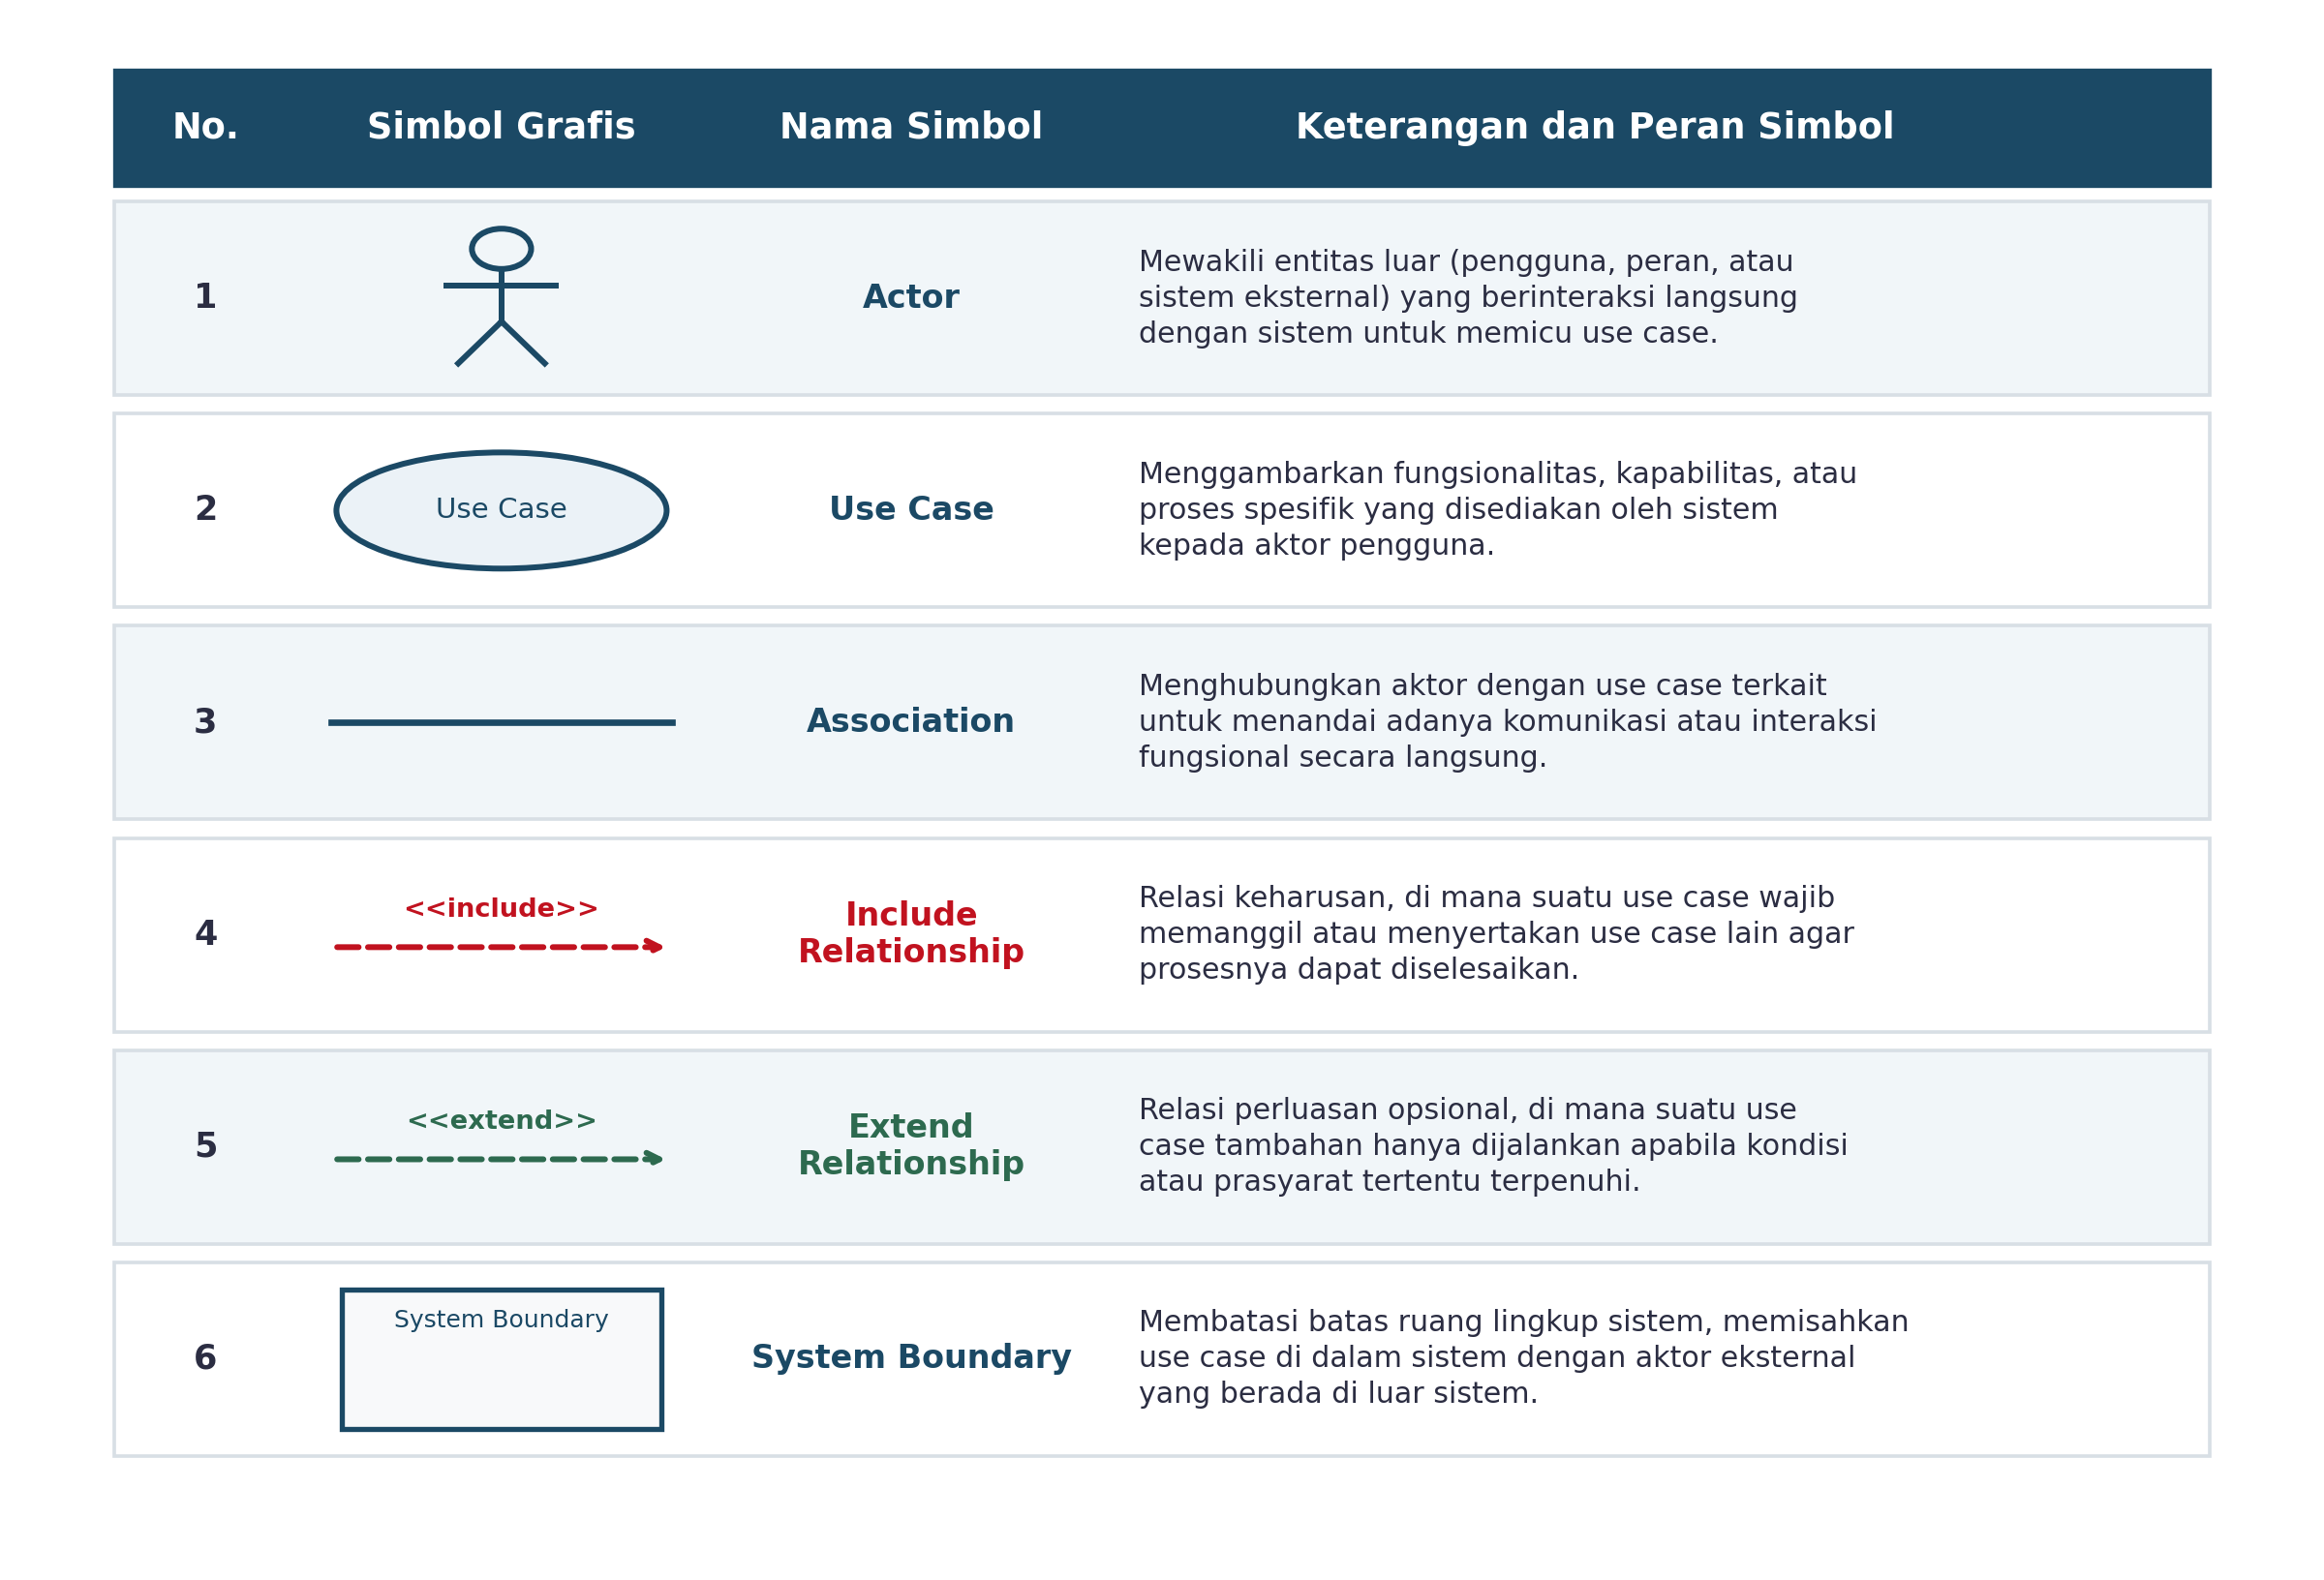 No. Simbol Grafis Nama Simbol Keterangan dan Peran Simbol
1
Actor
Mewakili entitas luar (pengguna, peran, atau
sistem eksternal) yang berinteraksi langsung
dengan sistem untuk memicu use case.
2
Use Case
Use Case
Menggambarkan fungsionalitas, kapabilitas, atau
proses spesifik yang disediakan oleh sistem
kepada aktor pengguna.
3
Association
Menghubungkan aktor dengan use case terkait
untuk menandai adanya komunikasi atau interaksi
fungsional secara langsung.
4
<<include>>
Include
Relationship
Relasi keharusan, di mana suatu use case wajib
memanggil atau menyertakan use case lain agar
prosesnya dapat diselesaikan.
5
<<extend>>
Extend
Relationship
Relasi perluasan opsional, di mana suatu use
case tambahan hanya dijalankan apabila kondisi
atau prasyarat tertentu terpenuhi.
6
System Boundary
System Boundary
Membatasi batas ruang lingkup sistem, memisahkan
use case di dalam sistem dengan aktor eksternal
yang berada di luar sistem.